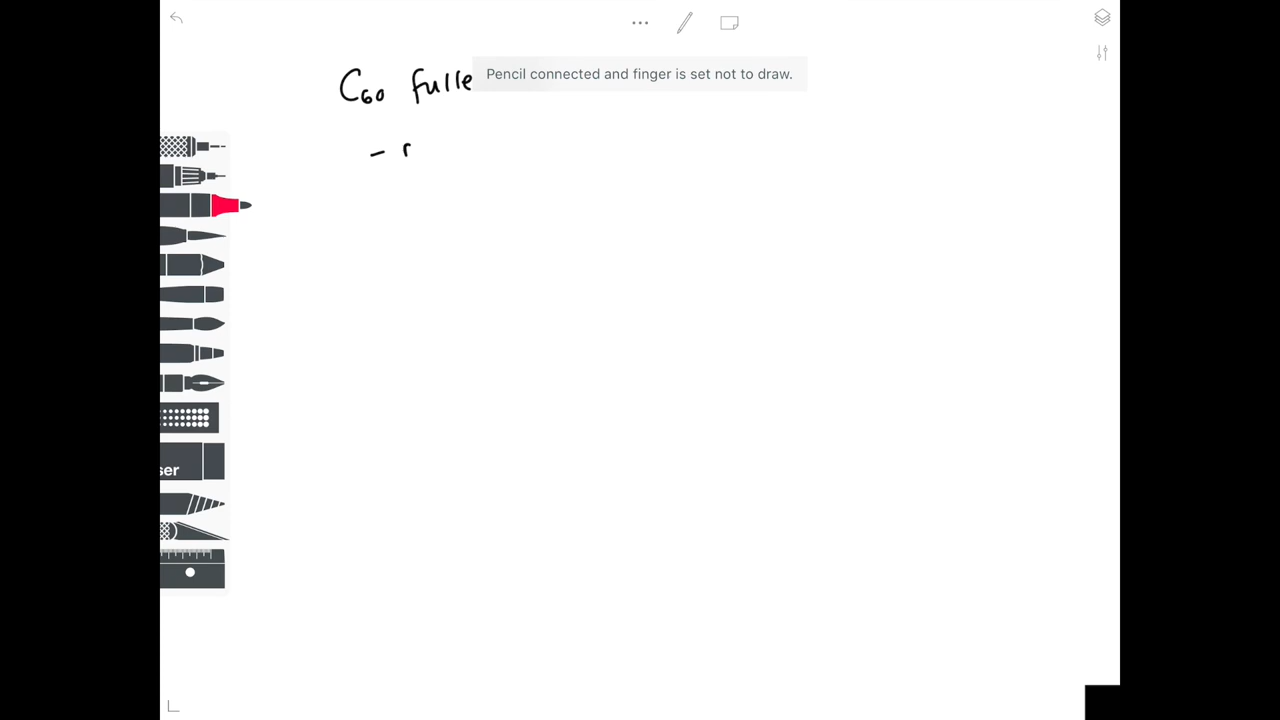 Pencil connected and finger is set not to draw.
C60 fulle
- r
ser